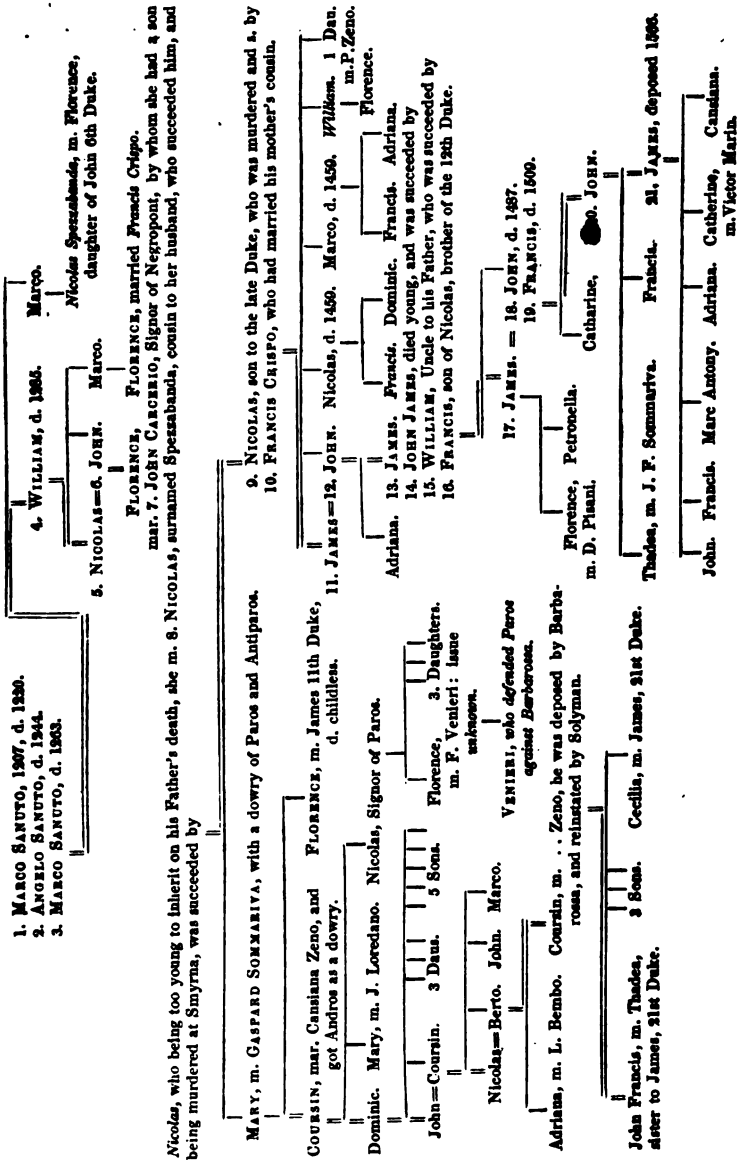 1. MARCO SANUTO, 1207, d. 1220.
2. ANGELO SANUTO, d. 1244.
3. MARCO SANUTO, d. 1263.
4. WILLIAM, d. 1285. Marco.
5. NICOLAS=6. JOHN. Marco.
Nicolas Spezzabanda, m. Florence,
daughter of John 6th Duke.
FLORENCE, FLORENCE, married Francis Crispo.
mar. 7. JOHN CARCERIO, Signor of Negropont, by whom she had a son
Nicolas, who being too young to inherit on his Father's death, she m. 8. NICOLAS, surnamed Spezzabanda, cousin to her husband, who succeeded him, and
being murdered at Smyrna, was succeeded by
9. NICOLAS, son to the late Duke, who was murdered and s. by
10. FRANCIS CRISPO, who had married his mother's cousin.
MARY, m. GASPARD SOMMARIVA, with a dowry of Paros and Antiparos.
COURSIN, mar. Cansiana Zeno, and
got Andros as a dowry.
FLORENCE, m. James 11th Duke,
d. childless.
Dominic. Mary, m. J. Loredano. Nicolas, Signor of Paros.
John=Coursin. 3 Daus. 5 Sons.
Florence, 3. Daughters.
m. F. Venieri: issue
unknown.
Nicolas=Berto. John. Marco.
VENIERI, who defended Paros
against Barbarossa.
Adriana, m. L. Bembo. Coursin, m. . . Zeno, he was deposed by Barba-
rossa, and reinstated by Solyman.
John Francis, m. Thadea,
sister to James, 21st Duke.
3 Sons. Cecilia, m. James, 21st Duke.
11. JAMES=12. JOHN. Nicolas, d. 1450. Marco, d. 1450. William. 1 Dau.
m. P. Zeno.
Florence.
Adriana. 13. JAMES. Francis. Dominic. Francis. Adriana.
14. JOHN JAMES, died young, and was succeeded by
15. WILLIAM, Uncle to his Father, who was succeeded by
16. FRANCIS, son of Nicolas, brother of the 12th Duke.
17. JAMES. = 18. JOHN, d. 1487.
19. FRANCIS, d. 1509.
Florence, Petronella.
m. D. Pisani.
Catharine, JOHN.
Thadea, m. J. F. Sommariva. Francis. 21. JAMES, deposed 1566.
John. Francis. Marc Antony. Adriana. Catherine, Cansiana.
m. Victor Marin.